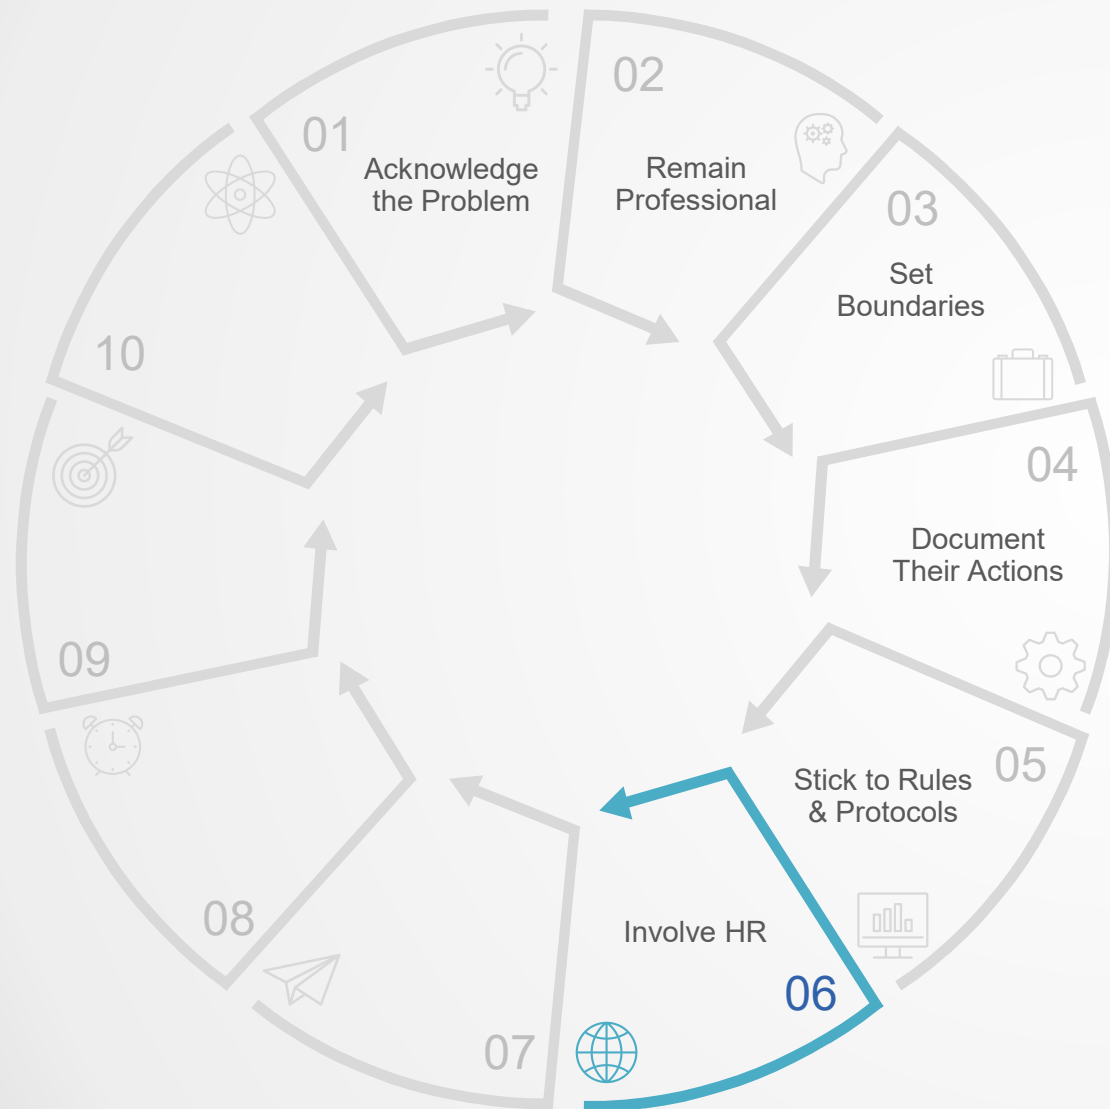 01
Acknowledge
the Problem
02
Remain
Professional
03
Set
Boundaries
04
Document
Their Actions
05
Stick to Rules
& Protocols
06
Involve HR
07
08
09
10